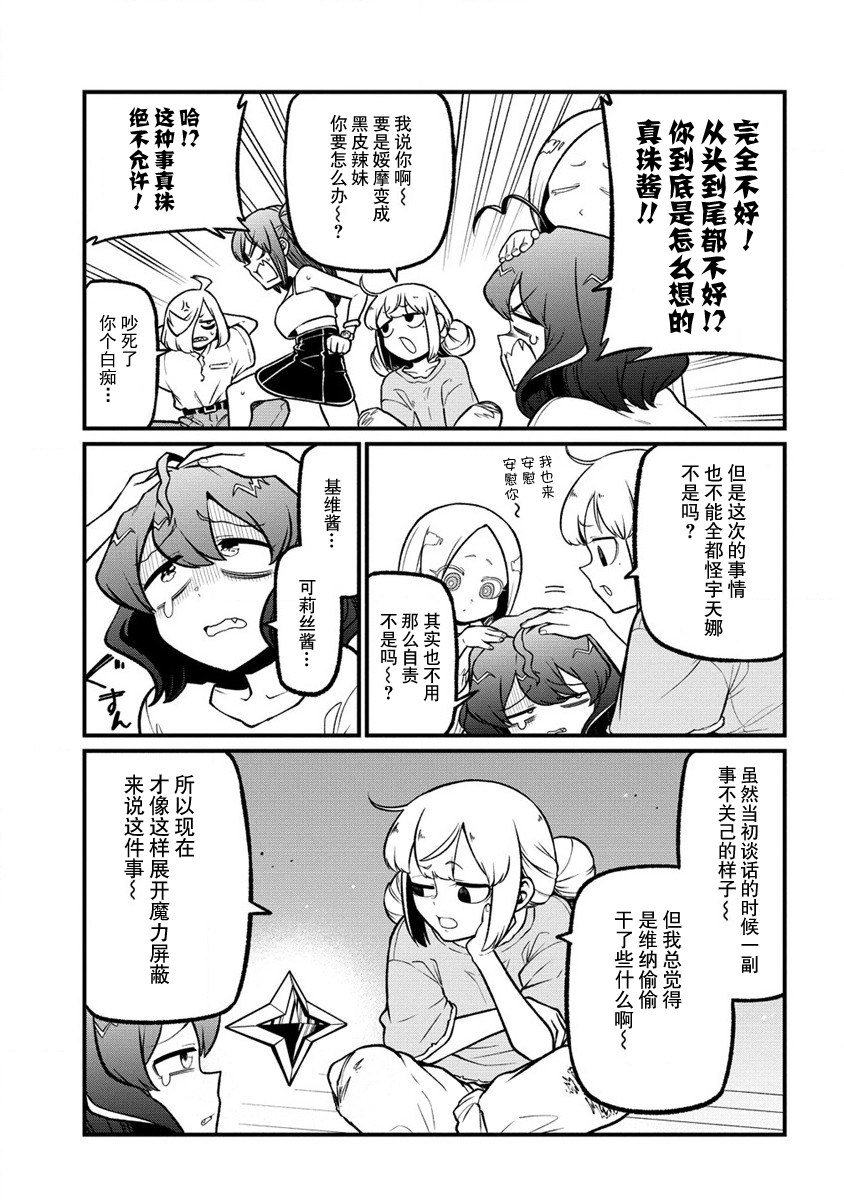 完全不好！
从头到尾都不好!?
你到底是怎么想的
真珠酱!!
我说你啊～
要是婭摩变成
黑皮辣妹
你要怎么办～？
哈!?
这种事真珠
绝不允许！
吵死了
你个白痴
但是这次的事情
也不能全都怪宇天娜
不是吗？
我也来
安慰
安慰你～
其实也不用
那么自责
不是吗～？
基维酱…
可莉丝酱…
ぐずん
虽然当初谈话的时候一副
事不关己的样子～
但我总觉得
是维纳偷偷
干了些什么啊～
所以现在
才像这样展开魔力屏蔽
来说这件事～